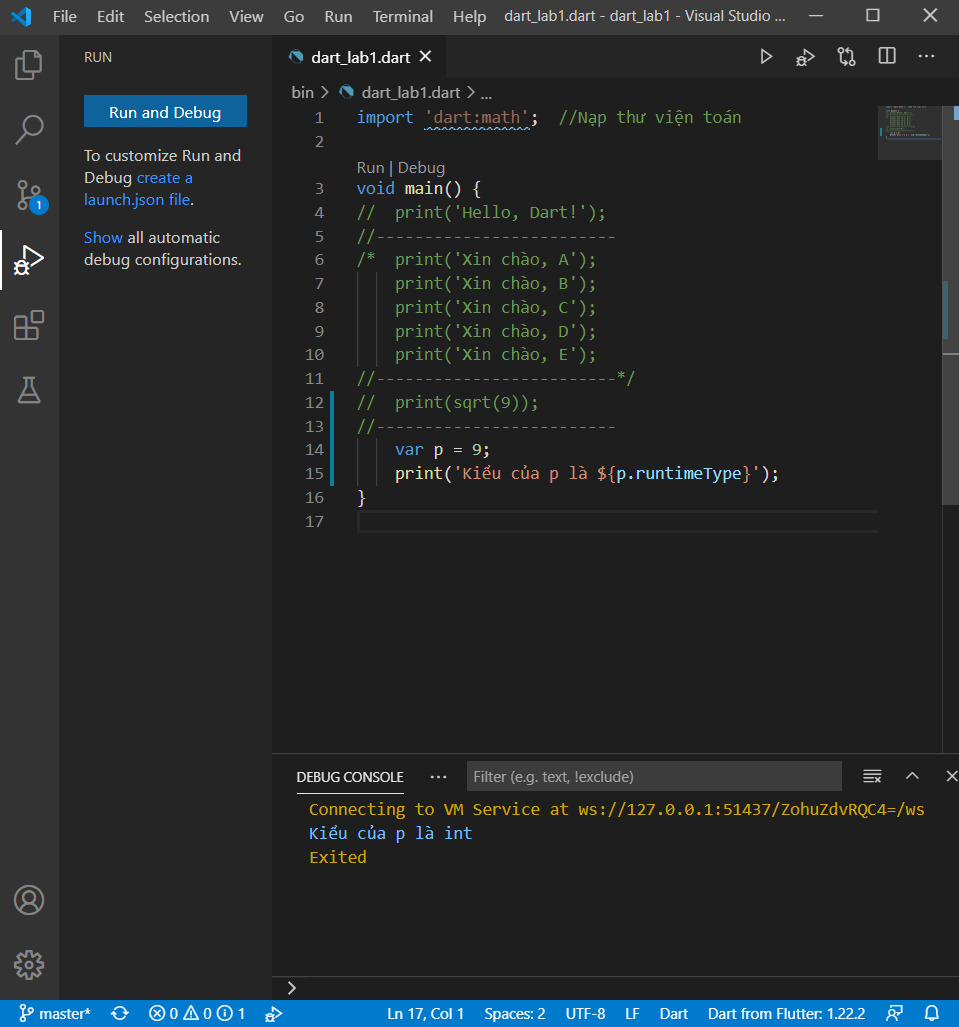 File Edit Selection View Go Run Terminal Help dart_lab1.dart - dart_lab1 - Visual Studio ...
RUN
Run and Debug
To customize Run and
Debug create a
launch.json file.
Show all automatic
debug configurations.
1
dart_lab1.dart
bin > dart_lab1.dart > ...
1 import 'dart:math'; //Nạp thư viện toán
2
Run | Debug
3 void main() {
4 // print('Hello, Dart!');
5 //-------------------------
6 /* print('Xin chào, A');
7 print('Xin chào, B');
8 print('Xin chào, C');
9 print('Xin chào, D');
10 print('Xin chào, E');
11 //-------------------------*/
12 // print(sqrt(9));
13 //-------------------------
14 var p = 9;
15 print('Kiểu của p là ${p.runtimeType}');
16 }
17
DEBUG CONSOLE ... Filter (e.g. text, !exclude)
Connecting to VM Service at ws://127.0.0.1:51437/ZohuZdvRQC4=/ws
Kiểu của p là int
Exited
>
master* 0 0 1 Ln 17, Col 1 Spaces: 2 UTF-8 LF Dart Dart from Flutter: 1.22.2